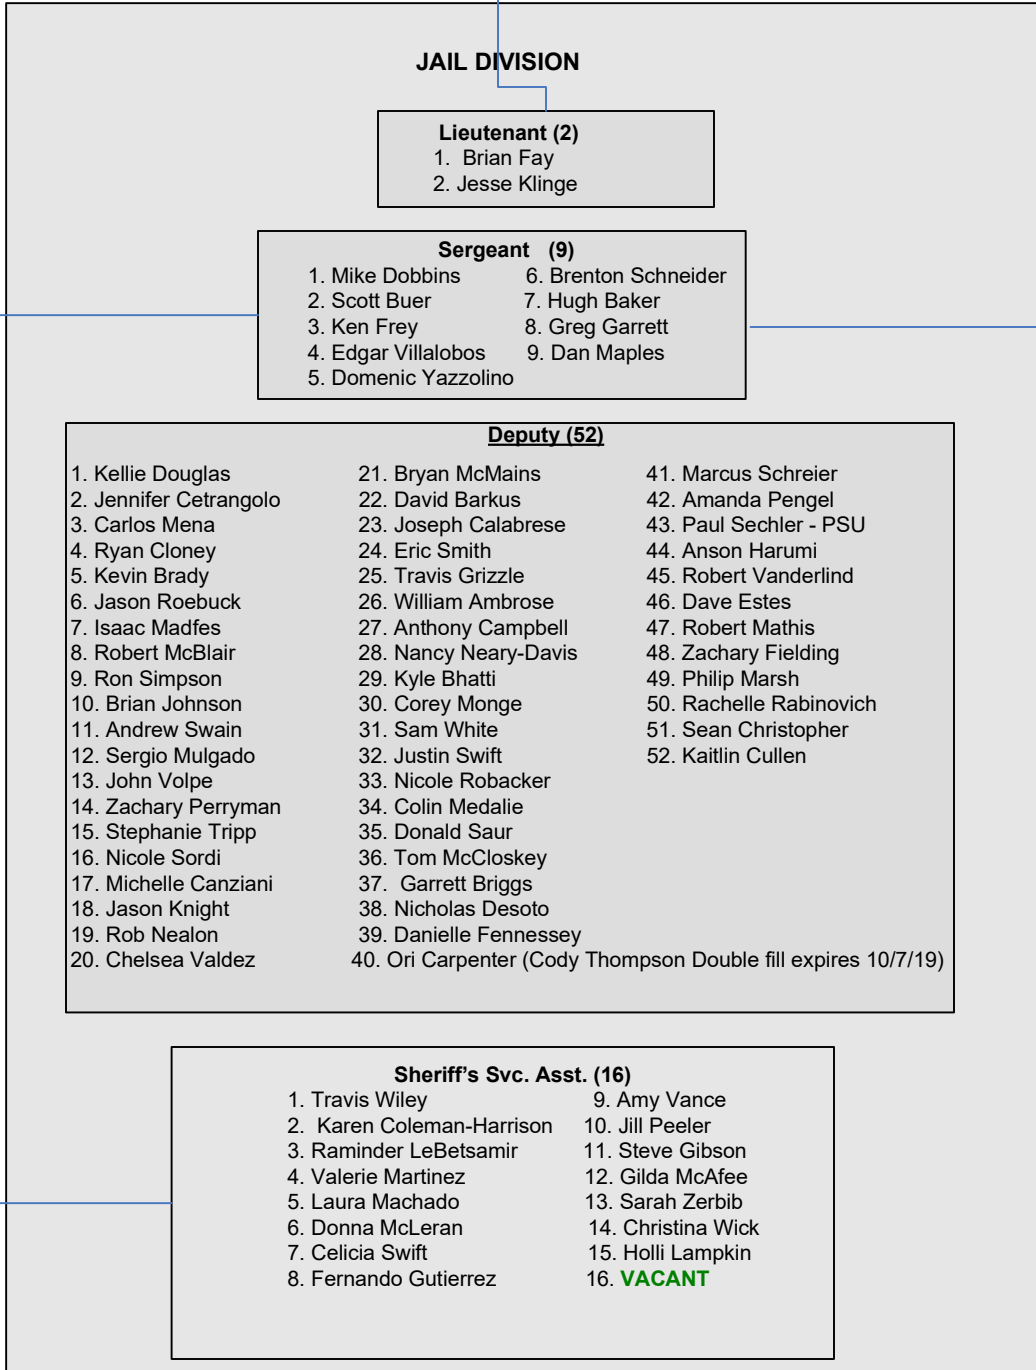 JAIL DIVISION
Lieutenant (2)
1. Brian Fay
2. Jesse Klinge
Sergeant (9)
1. Mike Dobbins
2. Scott Buer
3. Ken Frey
4. Edgar Villalobos
5. Domenic Yazzolino
6. Brenton Schneider
7. Hugh Baker
8. Greg Garrett
9. Dan Maples
Deputy (52)
1. Kellie Douglas
2. Jennifer Cetrangolo
3. Carlos Mena
4. Ryan Cloney
5. Kevin Brady
6. Jason Roebuck
7. Isaac Madfes
8. Robert McBlair
9. Ron Simpson
10. Brian Johnson
11. Andrew Swain
12. Sergio Mulgado
13. John Volpe
14. Zachary Perryman
15. Stephanie Tripp
16. Nicole Sordi
17. Michelle Canziani
18. Jason Knight
19. Rob Nealon
20. Chelsea Valdez
21. Bryan McMains
22. David Barkus
23. Joseph Calabrese
24. Eric Smith
25. Travis Grizzle
26. William Ambrose
27. Anthony Campbell
28. Nancy Neary-Davis
29. Kyle Bhatti
30. Corey Monge
31. Sam White
32. Justin Swift
33. Nicole Robacker
34. Colin Medalie
35. Donald Saur
36. Tom McCloskey
37. Garrett Briggs
38. Nicholas Desoto
39. Danielle Fennessey
40. Ori Carpenter (Cody Thompson Double fill expires 10/7/19)
41. Marcus Schreier
42. Amanda Pengel
43. Paul Sechler - PSU
44. Anson Harumi
45. Robert Vanderlind
46. Dave Estes
47. Robert Mathis
48. Zachary Fielding
49. Philip Marsh
50. Rachelle Rabinovich
51. Sean Christopher
52. Kaitlin Cullen
Sheriff's Svc. Asst. (16)
1. Travis Wiley
2. Karen Coleman-Harrison
3. Raminder LeBetsamir
4. Valerie Martinez
5. Laura Machado
6. Donna McLeran
7. Celicia Swift
8. Fernando Gutierrez
9. Amy Vance
10. Jill Peeler
11. Steve Gibson
12. Gilda McAfee
13. Sarah Zerbib
14. Christina Wick
15. Holli Lampkin
16. VACANT